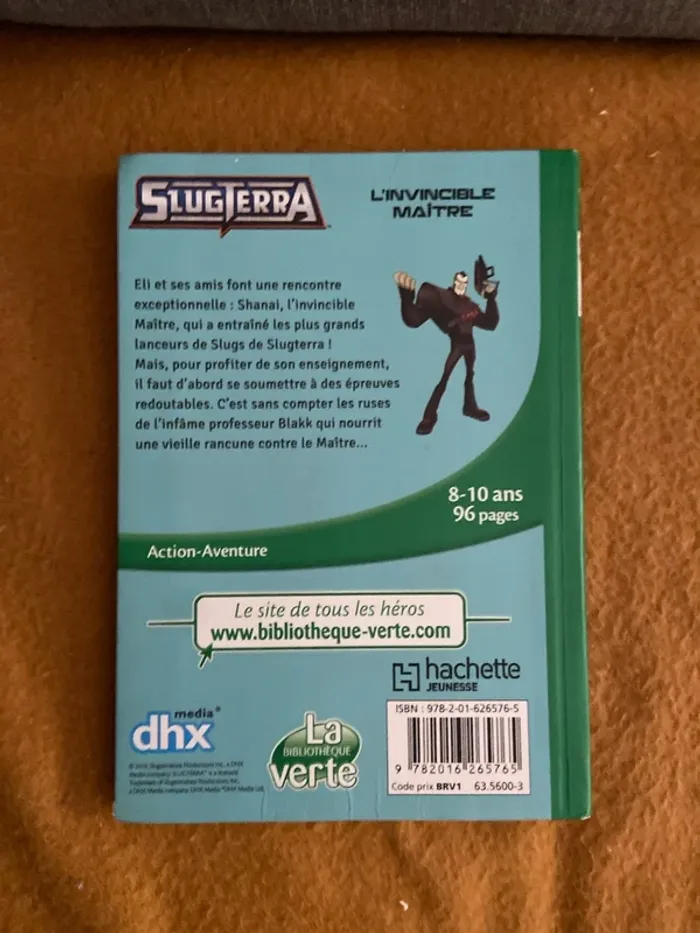 SLUGTERRA
L'INVINCIBLE
MAÎTRE
Eli et ses amis font une rencontre
exceptionnelle : Shanai, l'invincible
Maître, qui a entraîné les plus grands
lanceurs de Slugs de Slugterra !
Mais, pour profiter de son enseignement,
il faut d'abord se soumettre à des épreuves
redoutables. C'est sans compter les ruses
de l'infâme professeur Blakk qui nourrit
une vieille rancune contre le Maître...
8-10 ans
96 pages
Action-Aventure
Le site de tous les héros
www.bibliotheque-verte.com
hachette
JEUNESSE
ISBN : 978-2-01-626576-5
9 782016 265765
Code prix BRV1 63.5600-3
media
dhx
La
BIBLIOTHÈQUE
verte